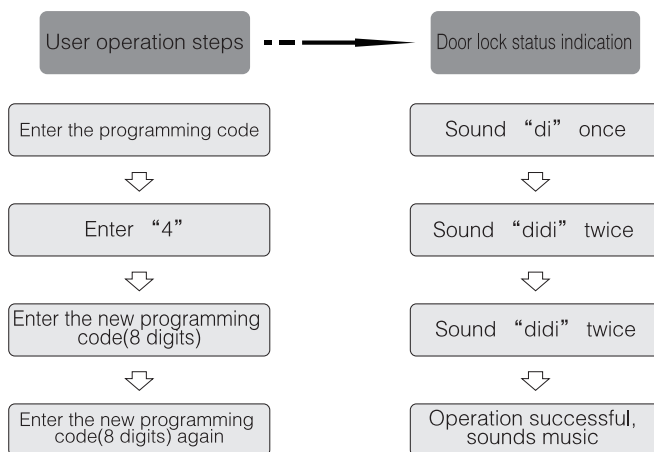 User operation steps
Door lock status indication
Enter the programming code
Sound “di” once
Enter “4”
Sound “didi” twice
Enter the new programming
code(8 digits)
Sound “didi” twice
Enter the new programming
code(8 digits) again
Operation successful,
sounds music